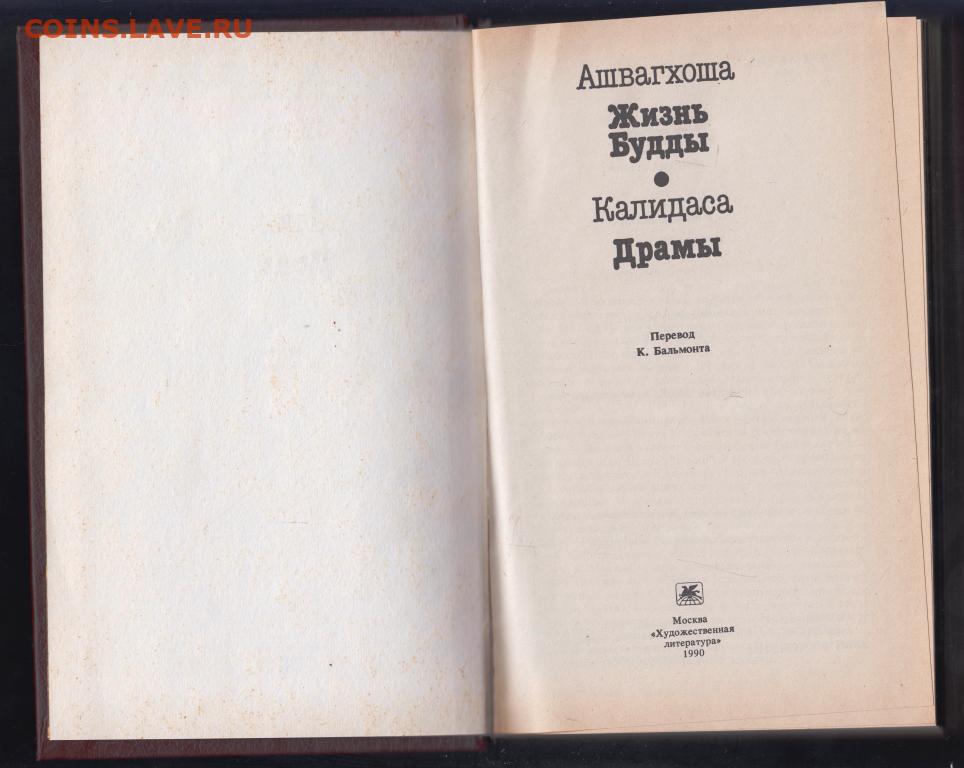 COINS.LAVE.RU
Ашвагхоша
Жизнь
Будды
Калидаса
Драмы
Перевод
К. Бальмонта
Москва
«Художественная
литература»
1990